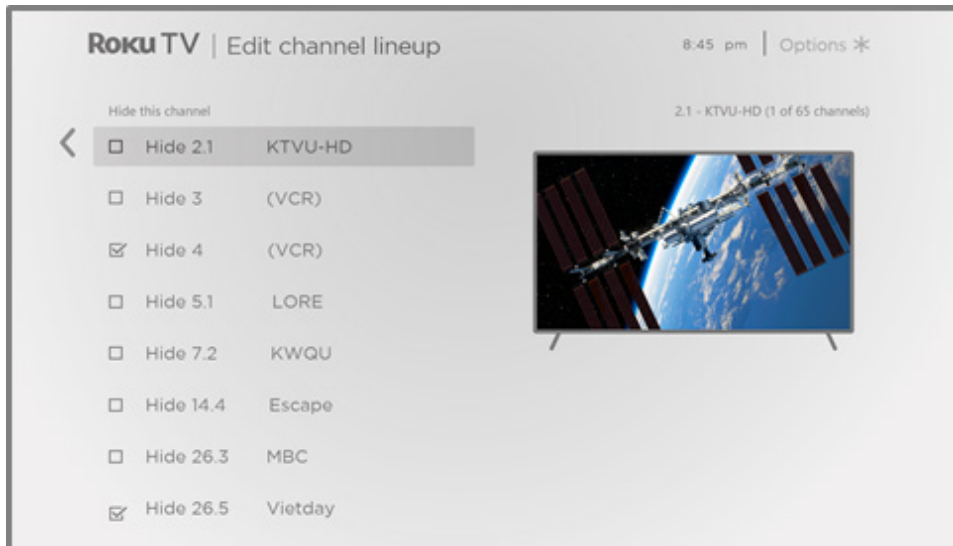 Roku TV | Edit channel lineup
8:45 pm | Options *
Hide this channel
2.1 - KTVU-HD (1 of 65 channels)
Hide 2.1 KTVU-HD
Hide 3 (VCR)
Hide 4 (VCR)
Hide 5.1 LORE
Hide 7.2 KWQU
Hide 14.4 Escape
Hide 26.3 MBC
Hide 26.5 Vietday